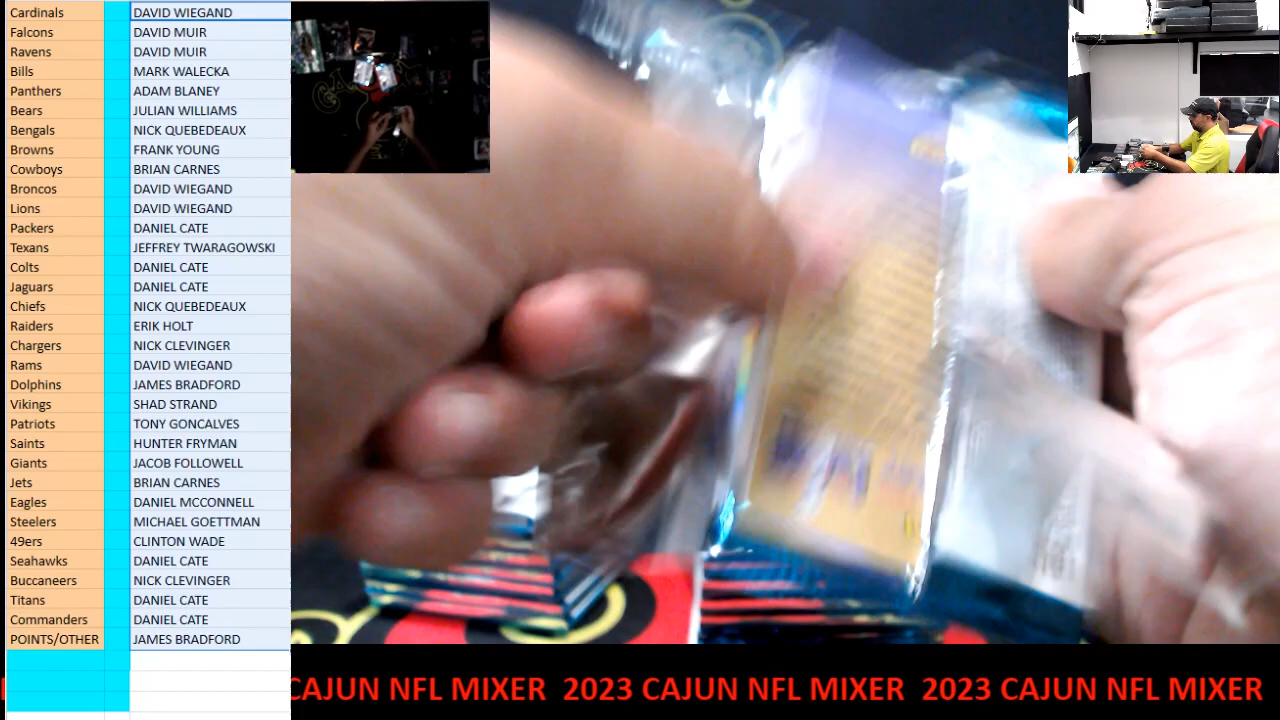 Cardinals DAVID WIEGAND
Falcons DAVID MUIR
Ravens DAVID MUIR
Bills MARK WALECKA
Panthers ADAM BLANEY
Bears JULIAN WILLIAMS
Bengals NICK QUEBEDEAUX
Browns FRANK YOUNG
Cowboys BRIAN CARNES
Broncos DAVID WIEGAND
Lions DAVID WIEGAND
Packers DANIEL CATE
Texans JEFFREY TWARAGOWSKI
Colts DANIEL CATE
Jaguars DANIEL CATE
Chiefs NICK QUEBEDEAUX
Raiders ERIK HOLT
Chargers NICK CLEVINGER
Rams DAVID WIEGAND
Dolphins JAMES BRADFORD
Vikings SHAD STRAND
Patriots TONY GONCALVES
Saints HUNTER FRYMAN
Giants JACOB FOLLOWELL
Jets BRIAN CARNES
Eagles DANIEL MCCONNELL
Steelers MICHAEL GOETTMAN
49ers CLINTON WADE
Seahawks DANIEL CATE
Buccaneers NICK CLEVINGER
Titans DANIEL CATE
Commanders DANIEL CATE
POINTS/OTHER JAMES BRADFORD
CAJUN NFL MIXER 2023 CAJUN NFL MIXER 2023 CAJUN NFL MIXER